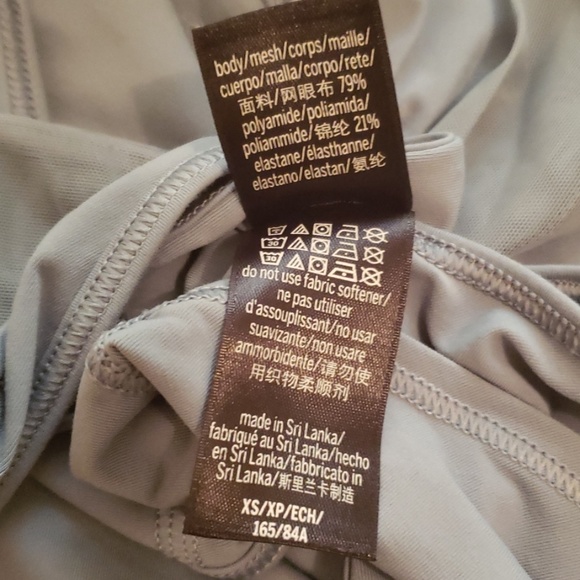 body/mesh/corps/maille/
cuerpo/malla/corpo/rete/
面料/网眼布 79%
polyamide/poliamida/
poliammide/锦纶 21%
elastane/élasthanne/
elastano/elastan/氨纶
30
30
do not use fabric softener/
ne pas utiliser
d'assouplissant/no usar
suavizante/non usare
ammorbidente/请勿使
用织物柔顺剂
made in Sri Lanka/
fabriqué au Sri Lanka/hecho
en Sri Lanka/fabbricato in
Sri Lanka/斯里兰卡制造
XS/XP/ECH/
165/84A